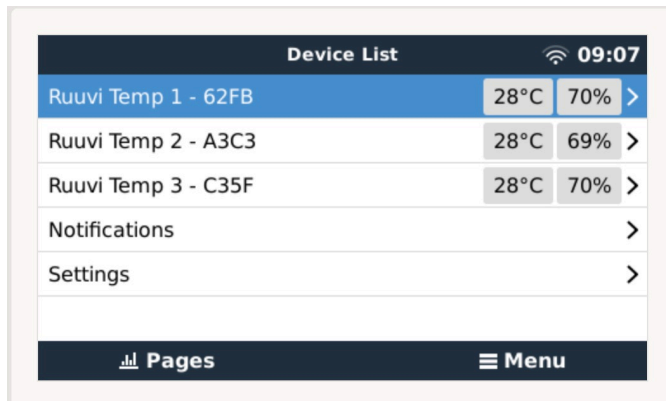 Device List 09:07
Ruuvi Temp 1 - 62FB 28°C 70%
Ruuvi Temp 2 - A3C3 28°C 69%
Ruuvi Temp 3 - C35F 28°C 70%
Notifications
Settings
Pages Menu